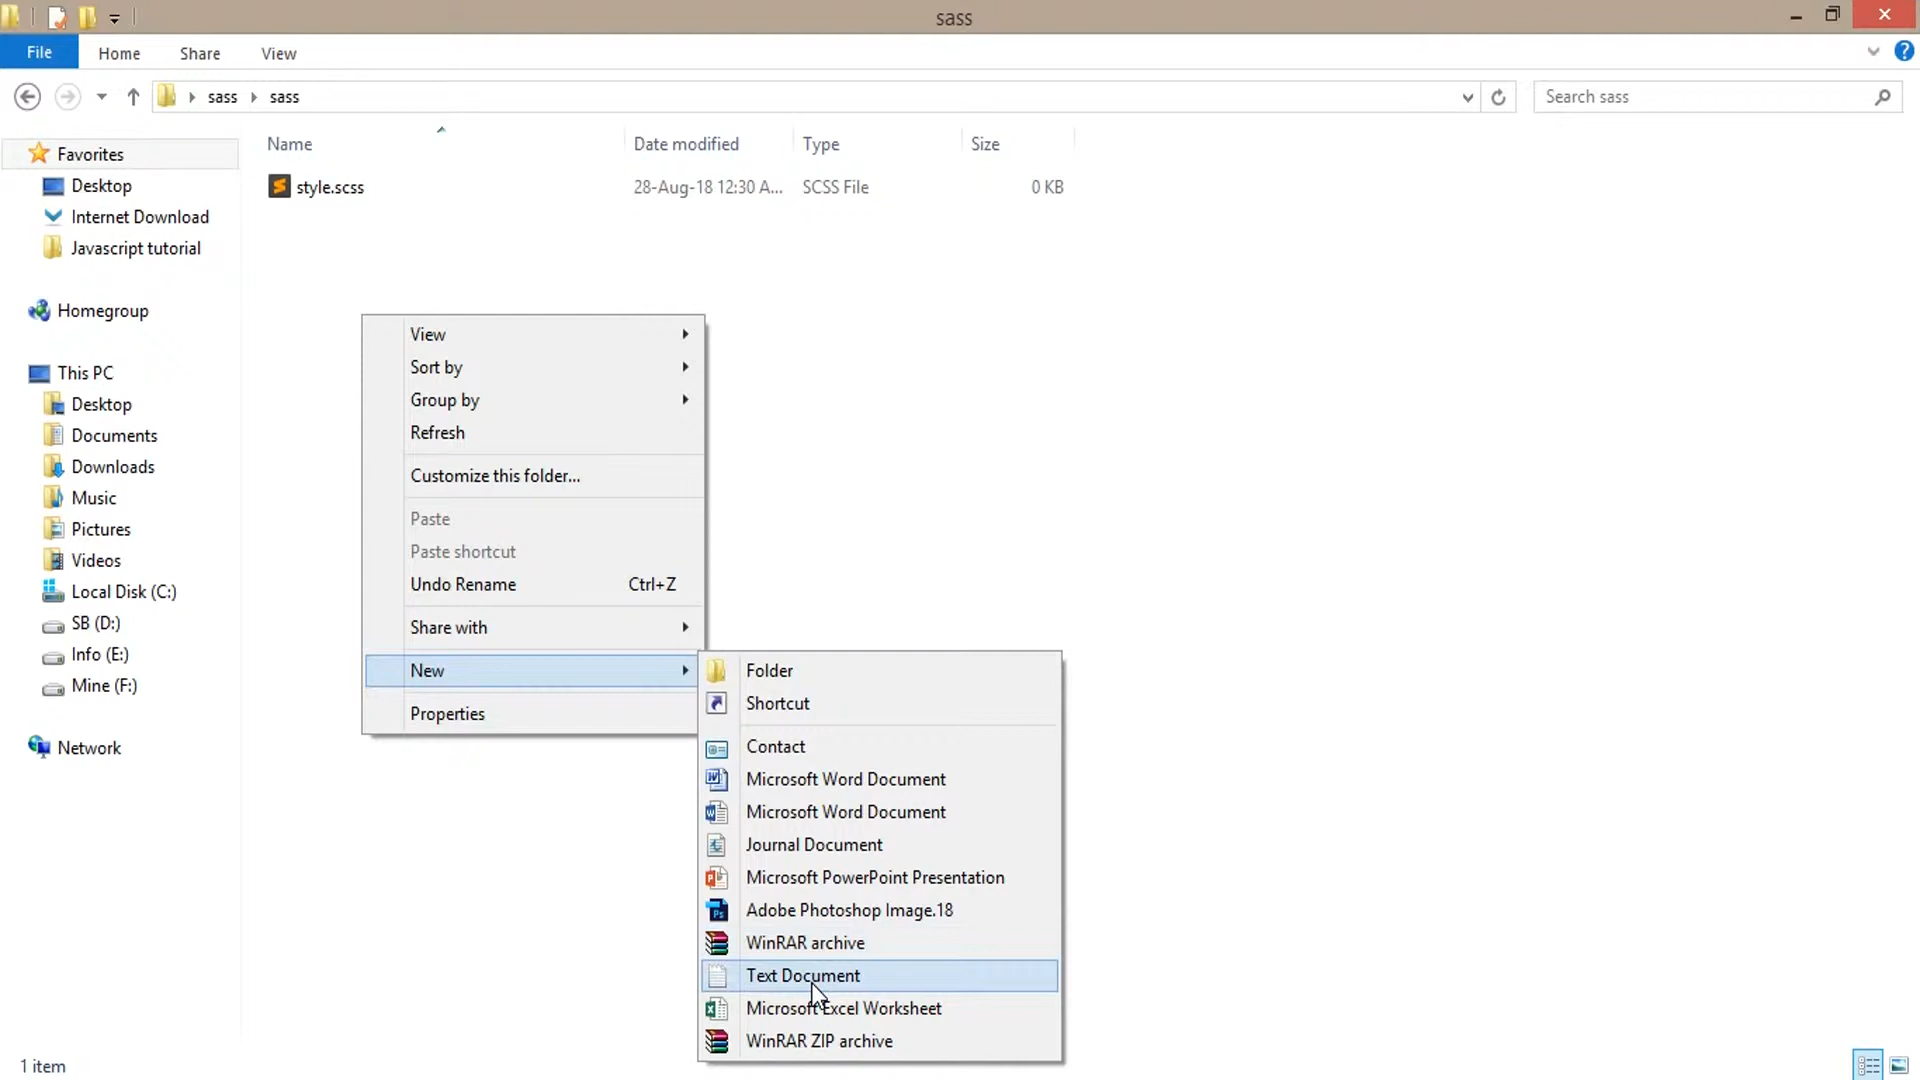 sass
File
Home
Share
View
sass
sass
Search sass
Name
Date modified
Type
Size
style.scss
28-Aug-18 12:30 A...
SCSS File
0 KB
Favorites
Desktop
Internet Download
Javascript tutorial
Homegroup
This PC
Desktop
Documents
Downloads
Music
Pictures
Videos
Local Disk (C:)
SB (D:)
Info (E:)
Mine (F:)
Network
View
Sort by
Group by
Refresh
Customize this folder...
Paste
Paste shortcut
Undo Rename Ctrl+Z
Share with
New
Properties
Folder
Shortcut
Contact
Microsoft Word Document
Microsoft Word Document
Journal Document
Microsoft PowerPoint Presentation
Adobe Photoshop Image.18
WinRAR archive
Text Document
Microsoft Excel Worksheet
WinRAR ZIP archive
1 item